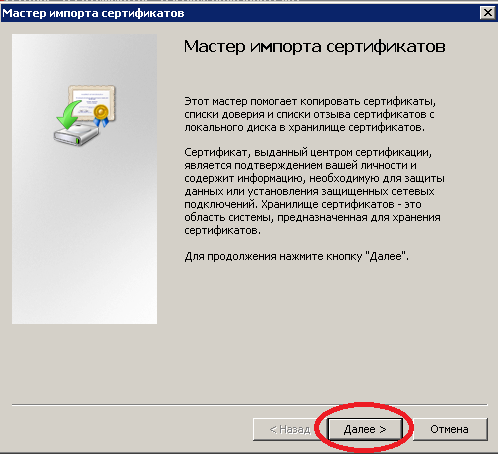 Мастер импорта сертификатов
Мастер импорта сертификатов
Этот мастер помогает копировать сертификаты,
списки доверия и списки отзыва сертификатов с
локального диска в хранилище сертификатов.
Сертификат, выданный центром сертификации,
является подтверждением вашей личности и
содержит информацию, необходимую для защиты
данных или установления защищенных сетевых
подключений. Хранилище сертификатов - это
область системы, предназначенная для хранения
сертификатов.
Для продолжения нажмите кнопку "Далее".
< Назад Далее > Отмена